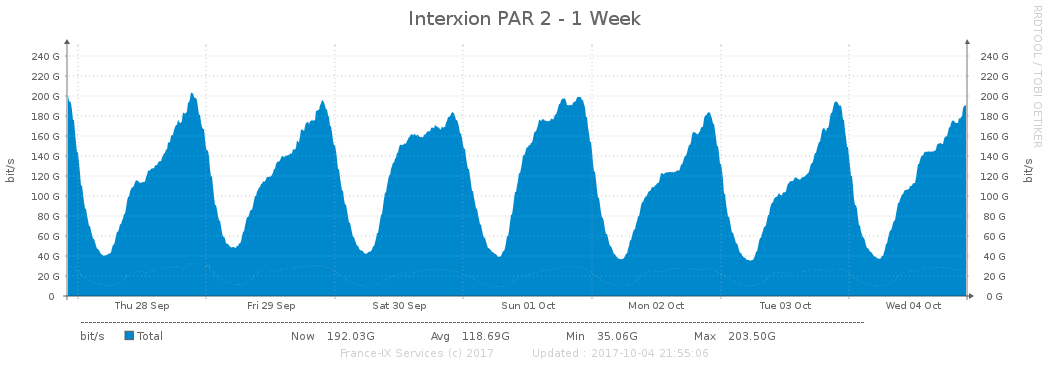 Interxion PAR 2 - 1 Week
RRDTOOL / TOBI OETIKER
240 G 240 G
220 G 220 G
200 G 200 G
180 G 180 G
160 G 160 G
140 G 140 G
120 G 120 G
100 G 100 G
80 G 80 G
60 G 60 G
40 G 40 G
20 G 20 G
0 0 G
bit/s
bit/s
Thu 28 Sep Fri 29 Sep Sat 30 Sep Sun 01 Oct Mon 02 Oct Tue 03 Oct Wed 04 Oct
bit/s Total Now 192.03G Avg 118.69G Min 35.06G Max 203.50G
France-IX Services (c) 2017 Updated : 2017-10-04 21:55:06